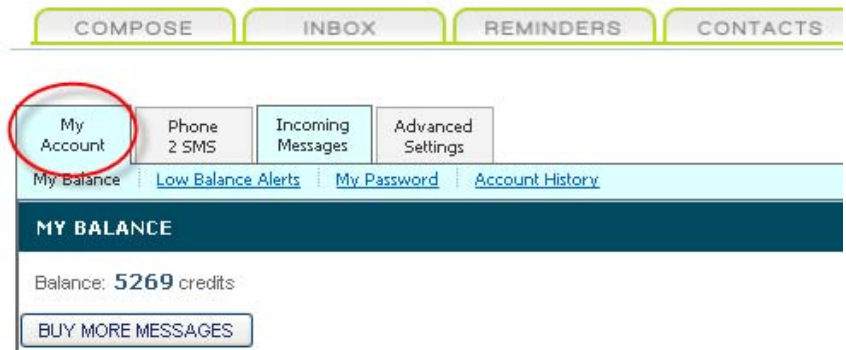 COMPOSE INBOX REMINDERS CONTACTS
My Account Phone 2 SMS Incoming Messages Advanced Settings
My Balance Low Balance Alerts My Password Account History
MY BALANCE
Balance: 5269 credits
BUY MORE MESSAGES